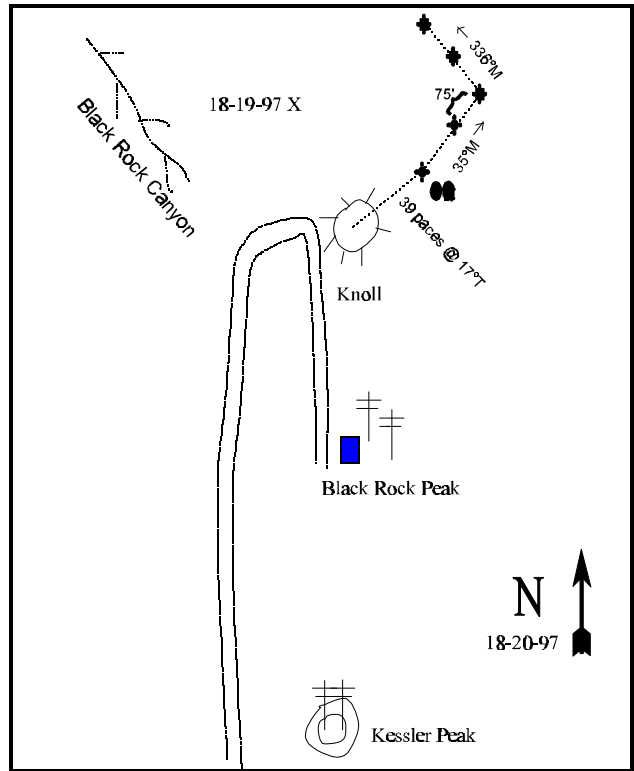 ← 336°M
75'
18-19-97 X
Black Rock Canyon
35°M →
39 paces @ 17°T
Knoll
Black Rock Peak
N
18-20-97
Kessler Peak